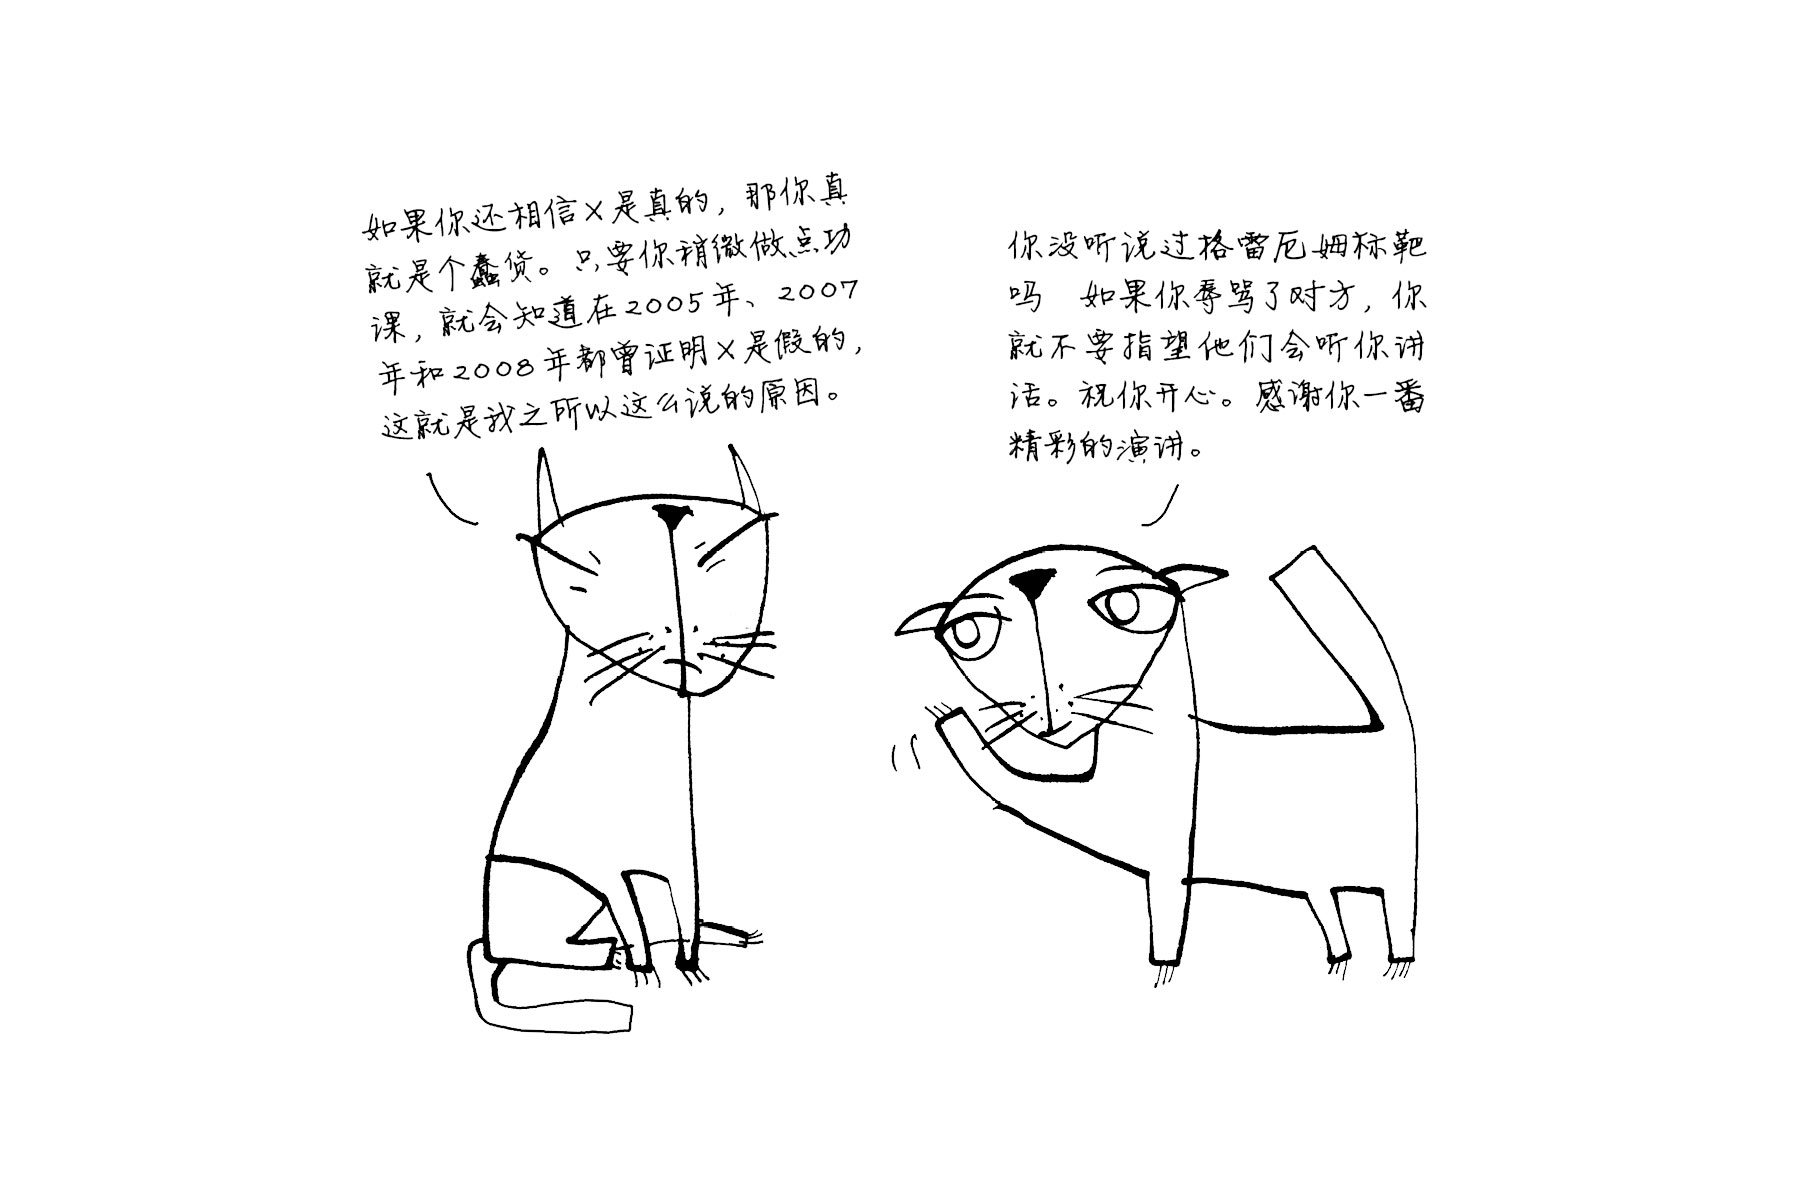 如果你还相信X是真的，那你真
就是个蠢货。只要你稍微做点功
课，就会知道在2005年、2007
年和2008年都曾证明X是假的，
这就是我之所以这么说的原因。
你没听说过格雷厄姆标靶
吗 如果你辱骂了对方，你
就不要指望他们会听你讲
话。祝你开心。感谢你一番
精彩的演讲。